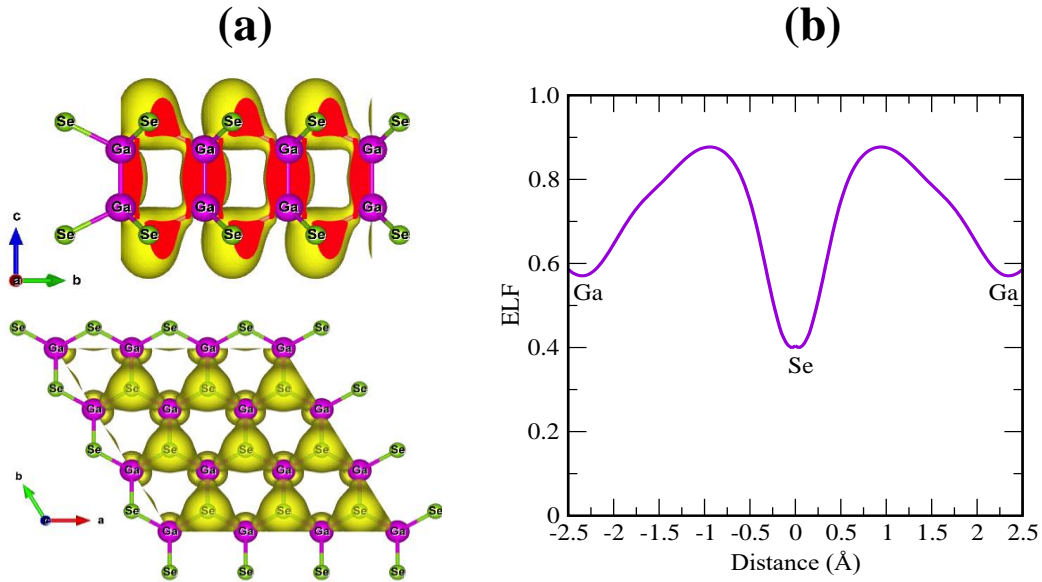 (a)
Se Se Se Se Se
Ga Ga Ga Ga
Ga Ga Ga Ga
Se Se Se Se Se
c
a b
Se Se Se Se Se
Ga Ga Ga Ga
Se Se Se Se Se
Ga Ga Ga Ga
Se Se Se Se Se
Ga Ga Ga Ga
Se Se Se Se Se
Ga Ga Ga Ga
Se Se Se Se
b
c a
(b)
1.0
0.8
0.6
0.4
0.2
0
ELF
Ga Ga
Se
-2.5 -2 -1.5 -1 -0.5 0 0.5 1 1.5 2 2.5
Distance (Å)